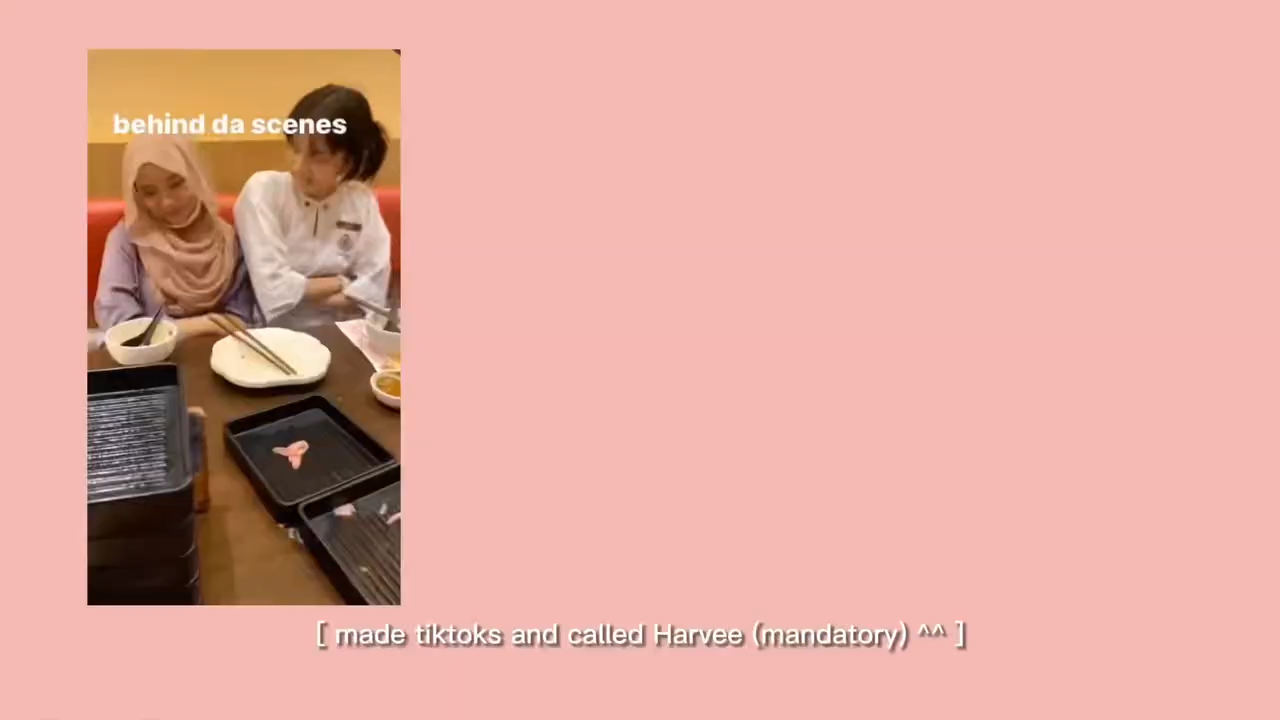 behind da scenes
[ made tiktoks and called Harvee (mandatory) ^^ ]